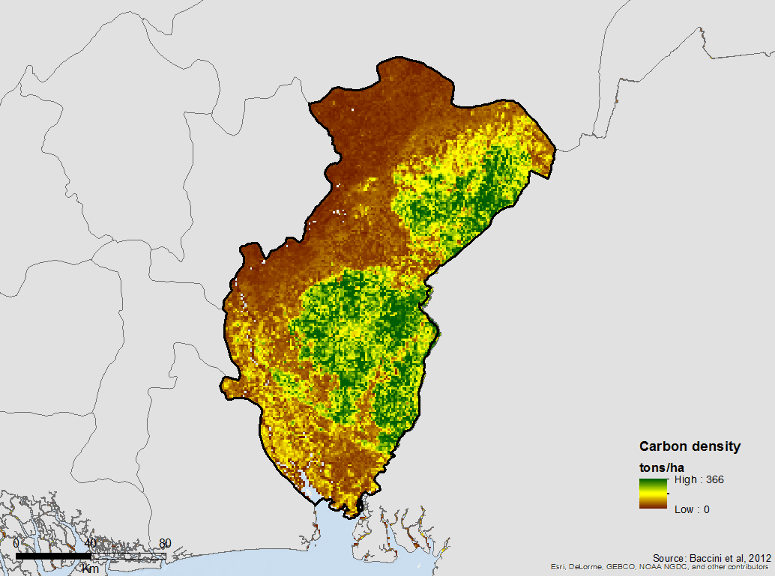 Carbon density
tons/ha
High : 366
Low : 0
0 40 80
Km
Source: Baccini et al, 2012
Esri, DeLorme, GEBCO, NOAA NGDC, and other contributors